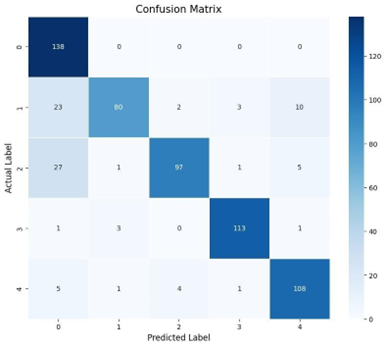 Confusion Matrix
0 138 0 0 0 0
1 23 80 2 3 10
2 27 1 97 1 5
3 1 3 0 113 1
4 5 1 4 1 108
0 1 2 3 4
Predicted Label
Actual Label
120
100
80
60
40
20
0